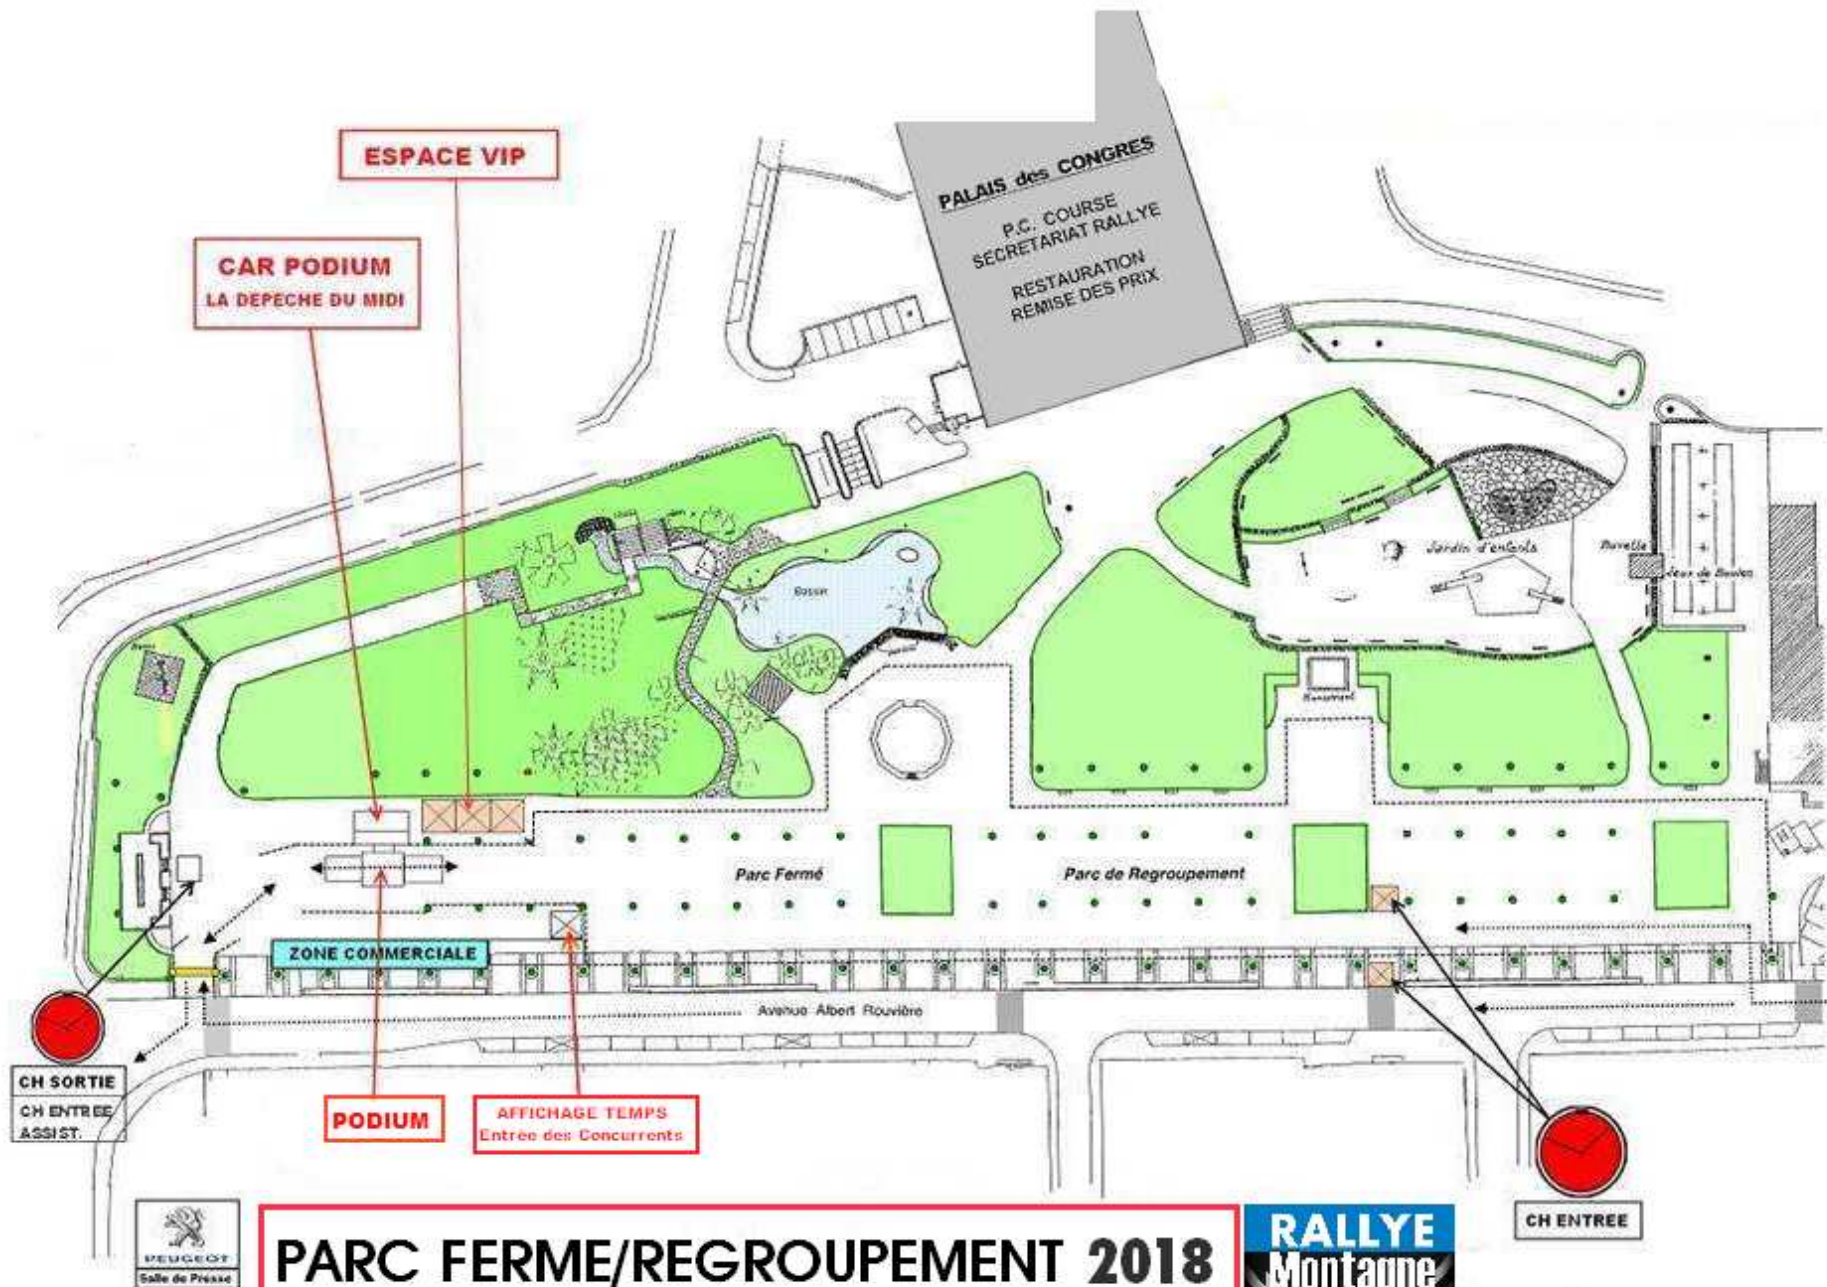 ESPACE VIP
CAR PODIUM
LA DEPECHE DU MIDI
PALAIS des CONGRES
P.C. COURSE
SECRETARIAT RALLYE
RESTAURATION
REMISE DES PRIX
Jardin d'enfants
Buvette
Jeux de Boules
Bassin
Monument
Parc Fermé
Parc de Regroupement
ZONE COMMERCIALE
Avenue Albert Rouvière
CH SORTIE
CH ENTREE
ASSIST.
PODIUM
AFFICHAGE TEMPS
Entrée des Concurrents
CH ENTREE
PEUGEOT
Salle de Presse
PARC FERME/REGROUPEMENT 2018
RALLYE
Montagne